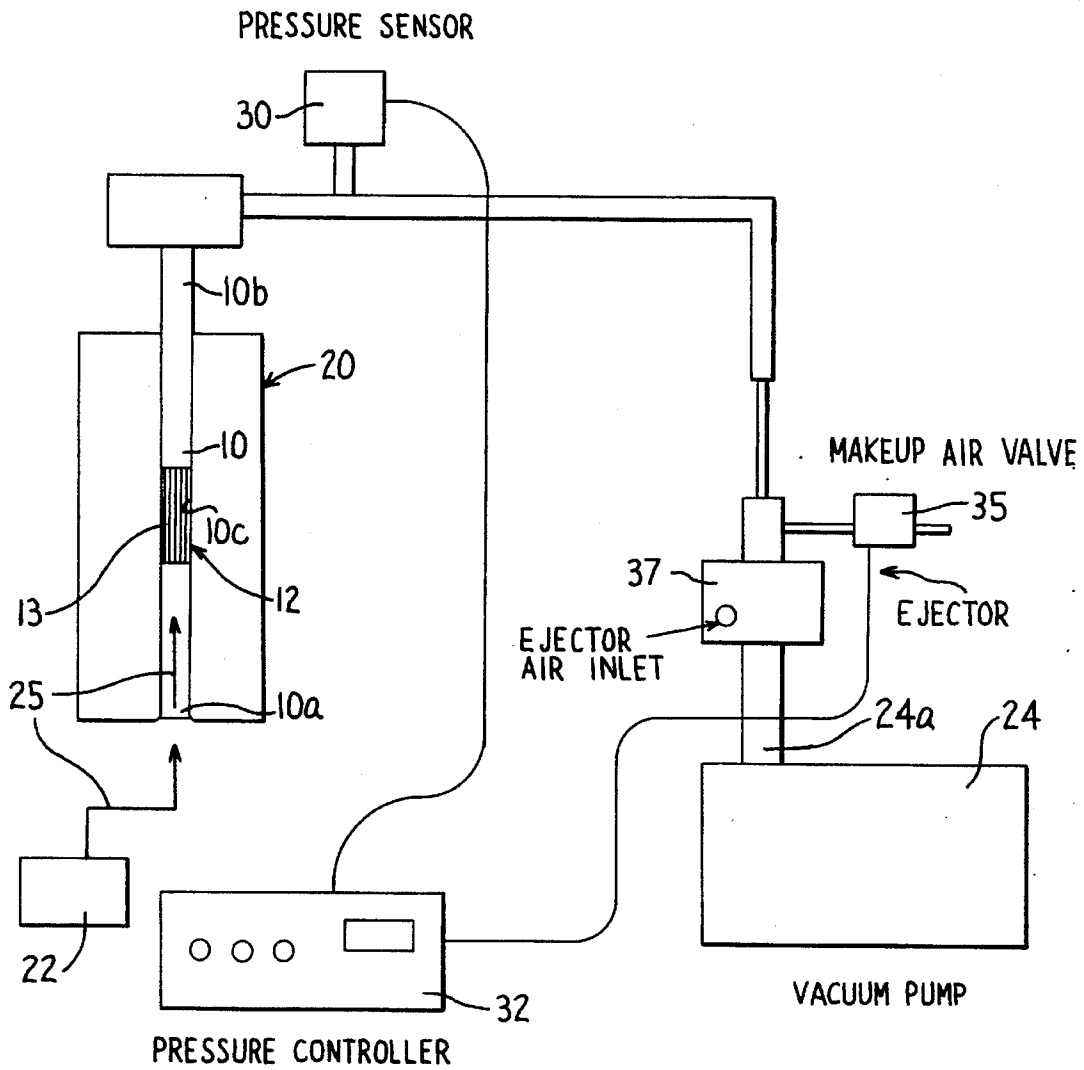 PRESSURE SENSOR
30
10b
20
10
MAKEUP AIR VALVE
35
10c
13
12
37
EJECTOR
EJECTOR
AIR INLET
25
10a
24a
24
22
32
VACUUM PUMP
PRESSURE CONTROLLER